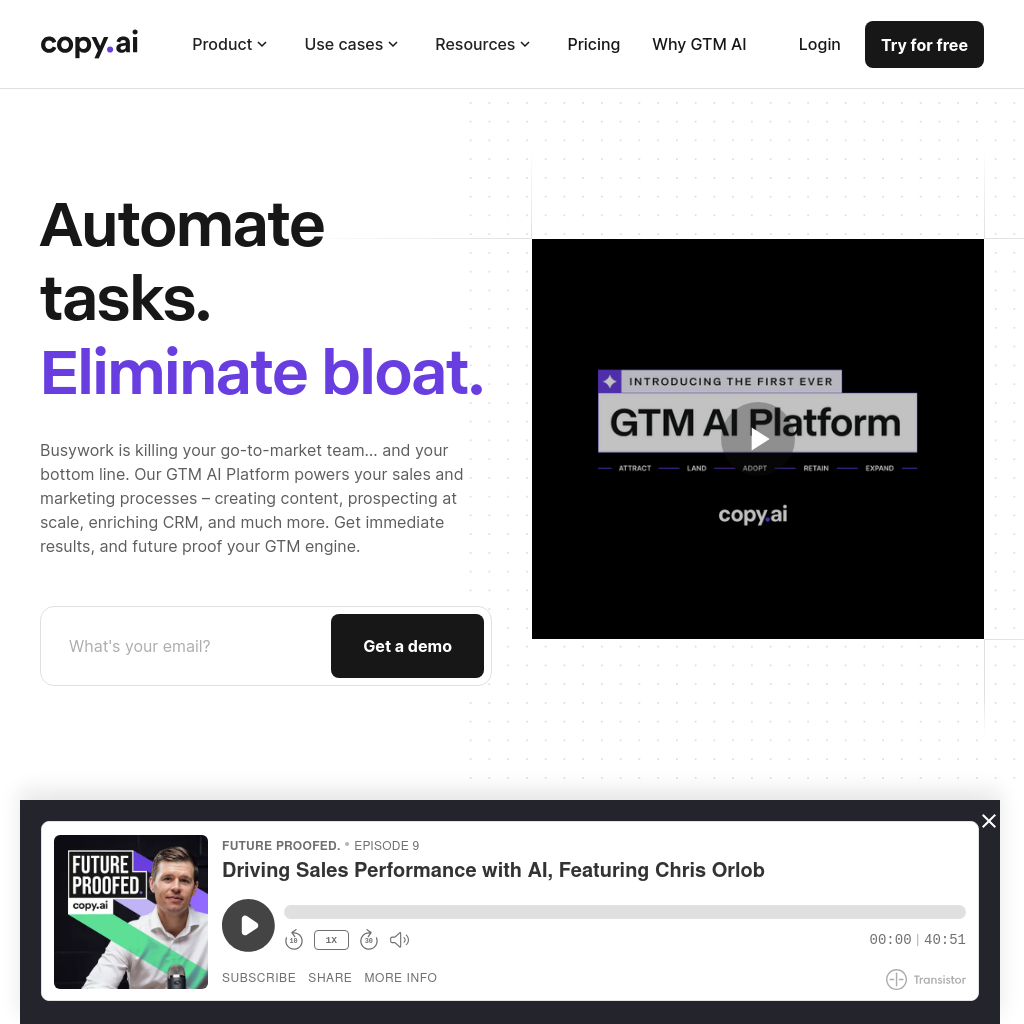 copy.ai
Product
Use cases
Resources
Pricing
Why GTM AI
Login
Try for free
Automate
tasks.
Eliminate bloat.
Busywork is killing your go-to-market team... and your
bottom line. Our GTM AI Platform powers your sales and
marketing processes – creating content, prospecting at
scale, enriching CRM, and much more. Get immediate
results, and future proof your GTM engine.
What's your email?
Get a demo
INTRODUCING THE FIRST EVER
GTM AI Platform
ATTRACT LAND ADOPT RETAIN EXPAND
copy.ai
FUTURE
PROOFED.
copy.ai
FUTURE PROOFED. • EPISODE 9
Driving Sales Performance with AI, Featuring Chris Orlob
10
1X
30
00:00 | 40:51
SUBSCRIBE SHARE MORE INFO
Transistor